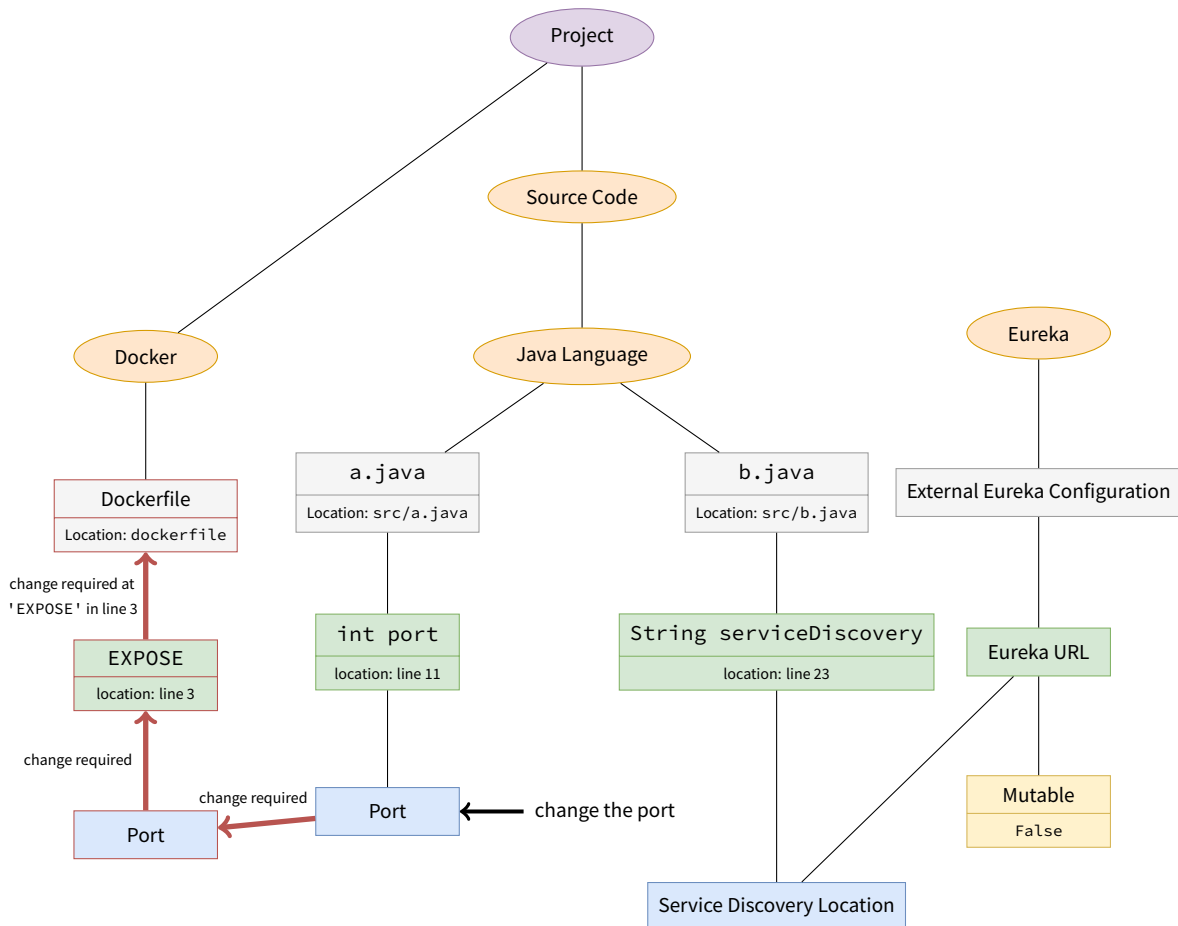 Project
Source Code
Docker
Java Language
Eureka
Dockerfile
Location: dockerfile
a.java
Location: src/a.java
b.java
Location: src/b.java
External Eureka Configuration
change required at
'EXPOSE' in line 3
EXPOSE
location: line 3
int port
location: line 11
String serviceDiscovery
location: line 23
Eureka URL
change required
Port
change required
Port
change the port
Mutable
False
Service Discovery Location